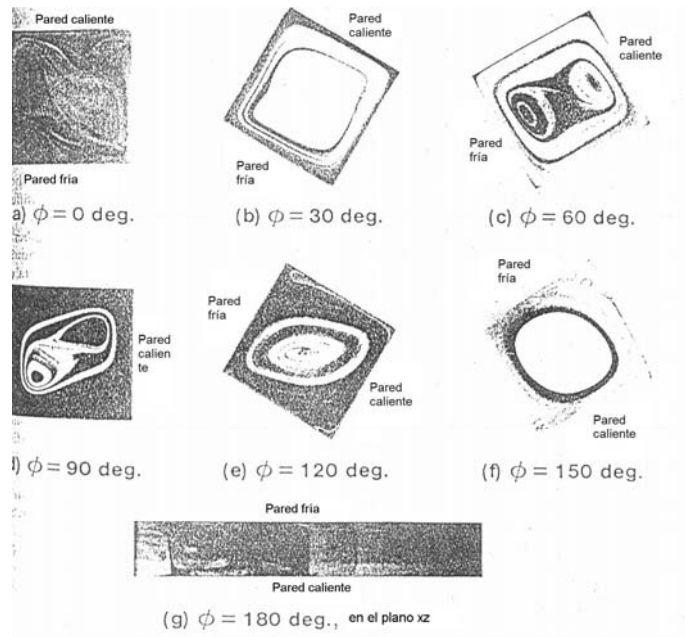 Pared caliente
Pared
caliente
Pared
caliente
Pared fría
Pared
fría
Pared
fría
a) ϕ = 0 deg.
(b) ϕ = 30 deg.
(c) ϕ = 60 deg.
Pared
fría
Pared
fría
Pared
calien
te
Pared
caliente
Pared
caliente
) ϕ = 90 deg.
(e) ϕ = 120 deg.
(f) ϕ = 150 deg.
Pared fria
Pared caliente
(g) ϕ = 180 deg., en el plano xz